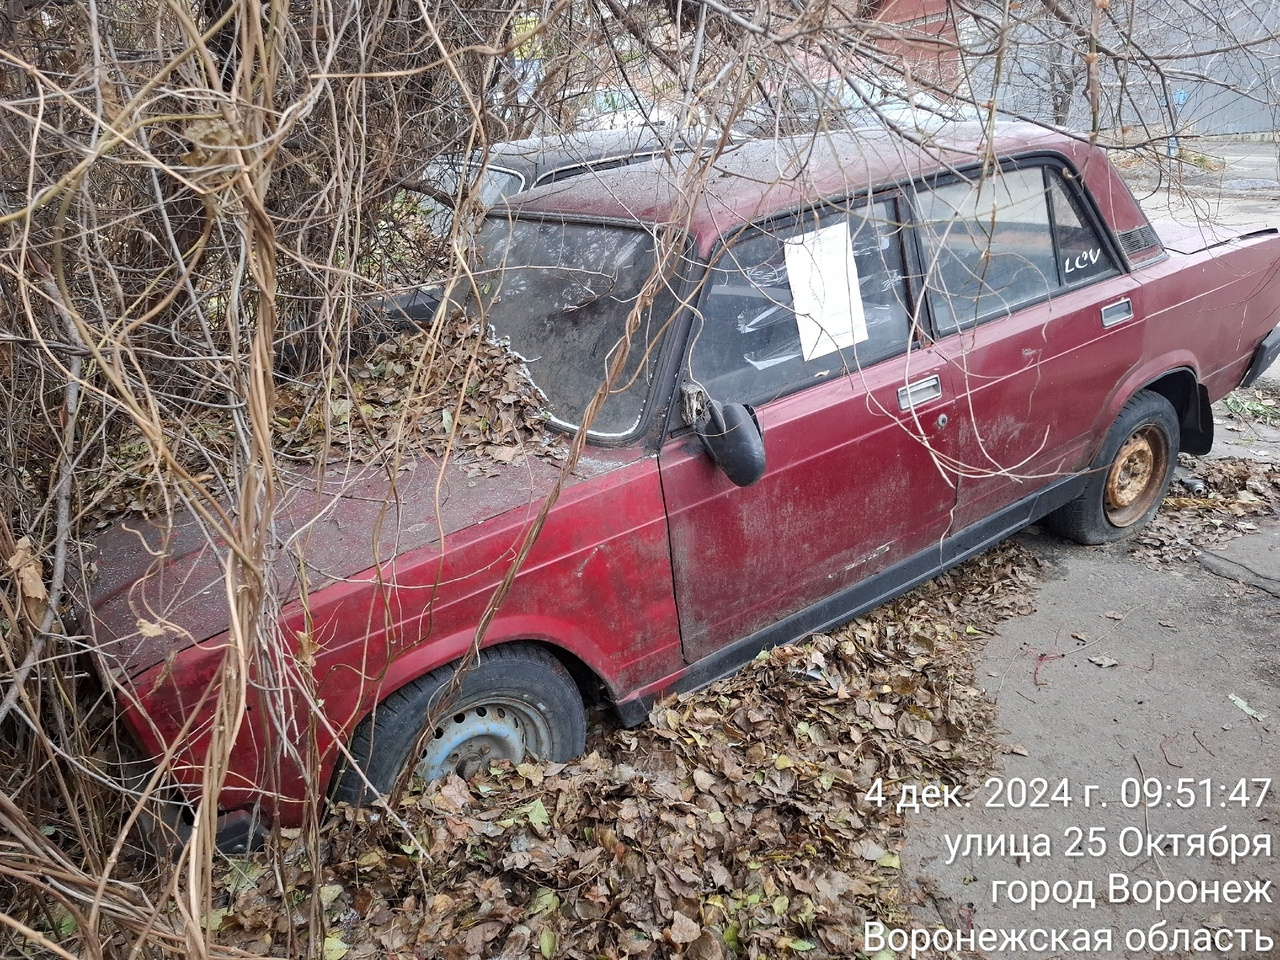 LCV
4 дек. 2024 г. 09:51:47
улица 25 Октября
город Воронеж
Воронежская область